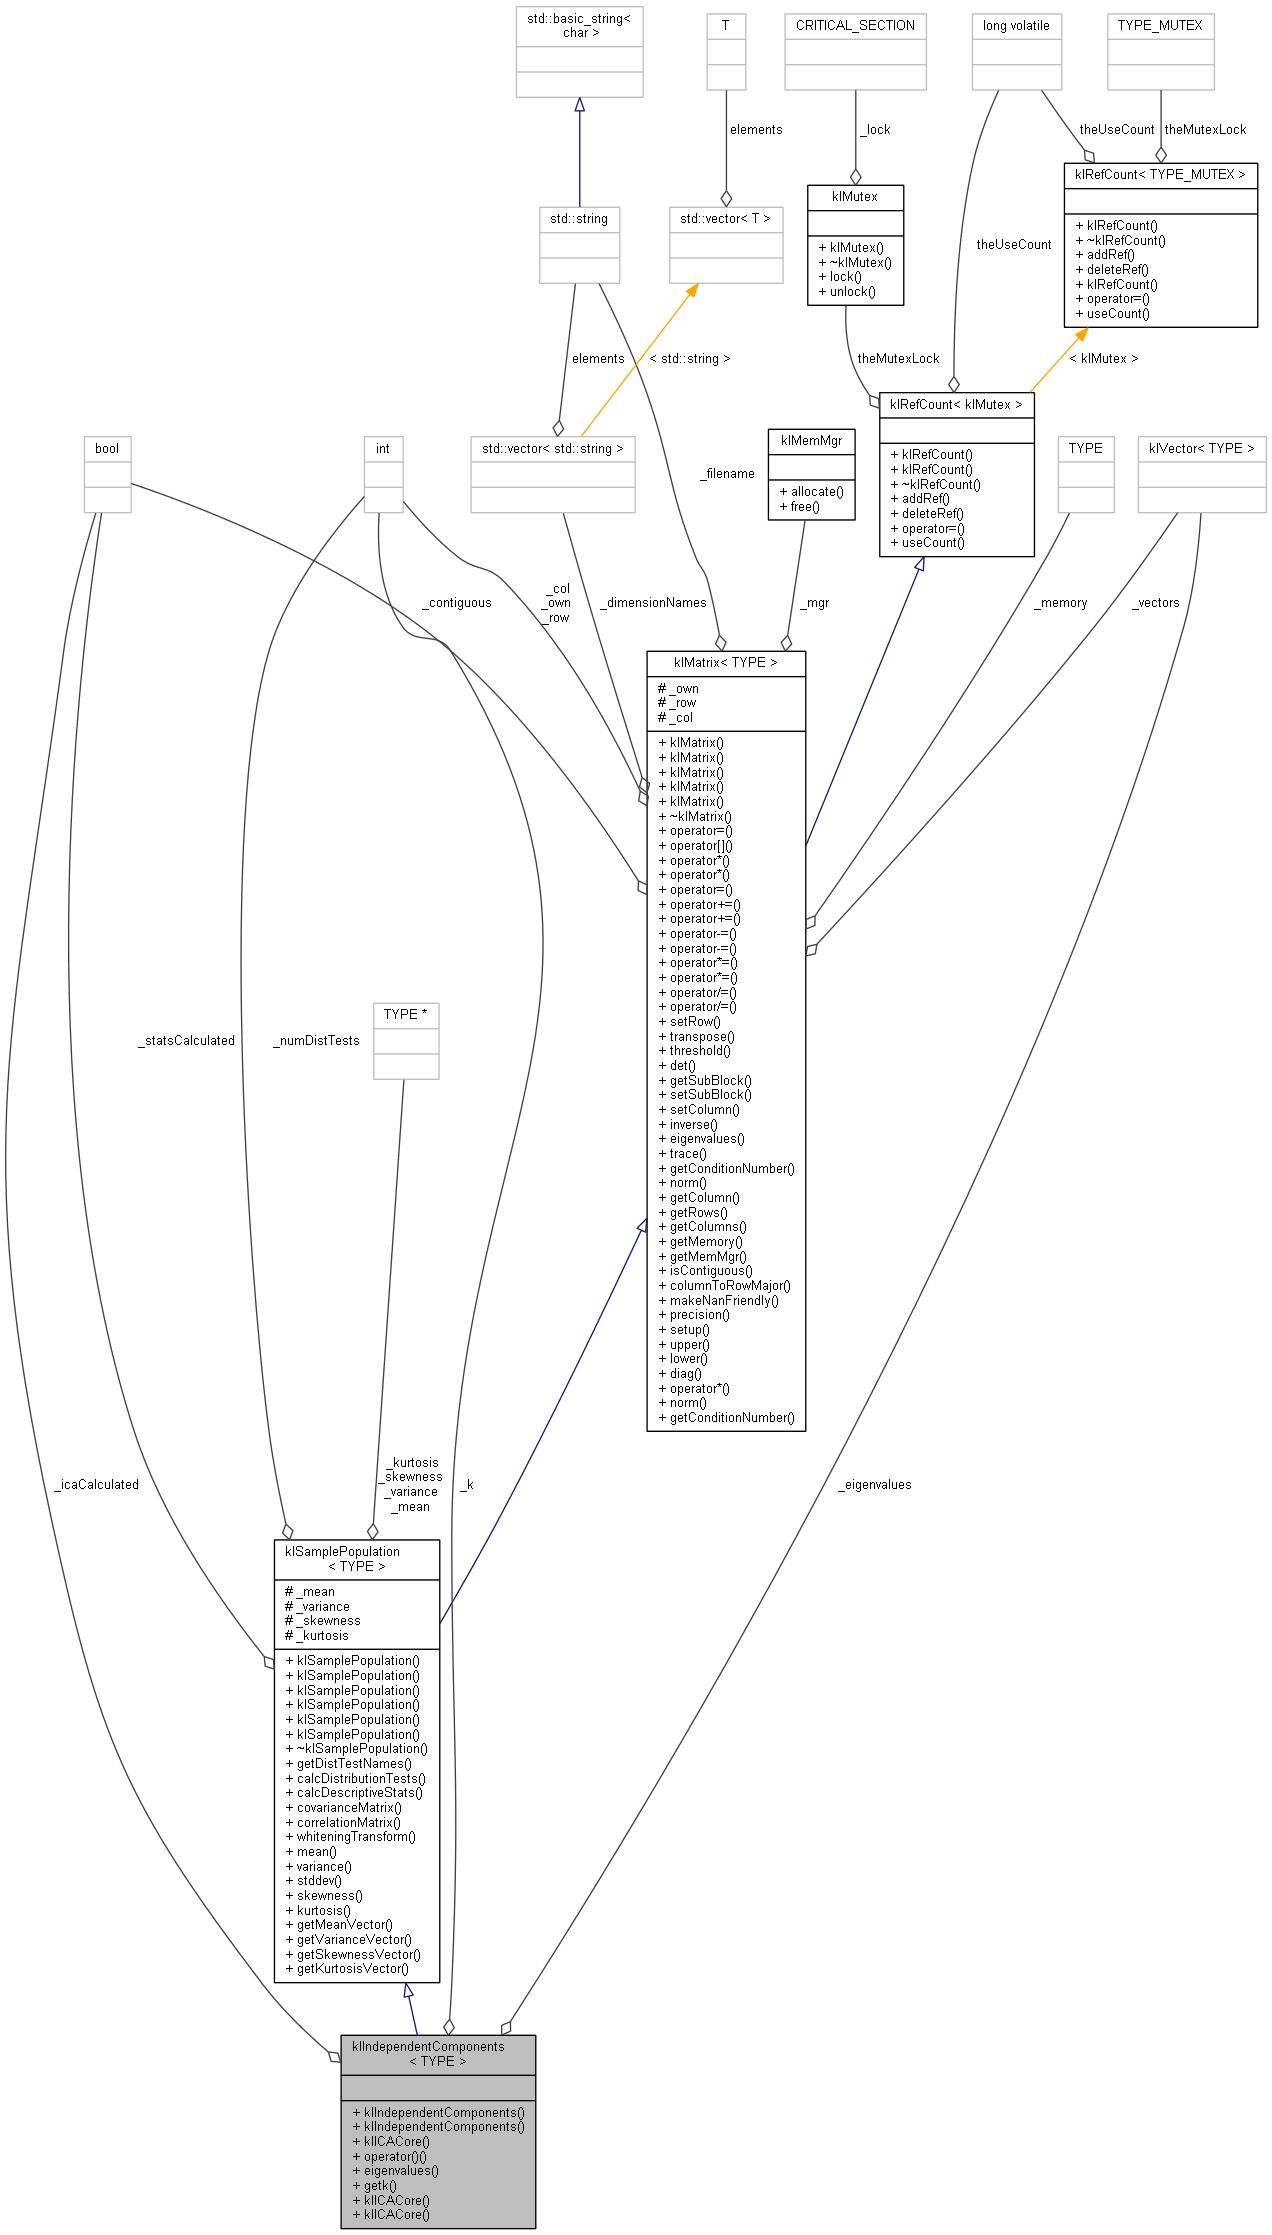 std::basic_string<
char >
T
CRITICAL_SECTION
long volatile
TYPE_MUTEX
elements
_lock
theUseCount
theMutexLock
klRefCount< TYPE_MUTEX >
+ klRefCount()
+ ~klRefCount()
+ addRef()
+ deleteRef()
+ klRefCount()
+ operator=()
+ useCount()
klMutex
+ klMutex()
+ ~klMutex()
+ lock()
+ unlock()
std::string
std::vector< T >
theUseCount
elements
< std::string >
theMutexLock
< klMutex >
klRefCount< klMutex >
+ klRefCount()
+ klRefCount()
+ ~klRefCount()
+ addRef()
+ deleteRef()
+ operator=()
+ useCount()
bool
int
std::vector< std::string >
_filename
klMemMgr
+ allocate()
+ free()
TYPE
klVector< TYPE >
_contiguous
_col
_own
_row
_dimensionNames
_mgr
_memory
_vectors
klMatrix< TYPE >
# _own
# _row
# _col
+ klMatrix()
+ klMatrix()
+ klMatrix()
+ klMatrix()
+ klMatrix()
+ ~klMatrix()
+ operator=()
+ operator[]()
+ operator*()
+ operator*()
+ operator=()
+ operator+=()
+ operator+=()
+ operator-=()
+ operator-=()
+ operator*=()
+ operator*=()
+ operator/=()
+ operator/=()
+ setRow()
+ transpose()
+ threshold()
+ det()
+ getSubBlock()
+ setSubBlock()
+ setColumn()
+ inverse()
+ eigenvalues()
+ trace()
+ getConditionNumber()
+ norm()
+ getColumn()
+ getRows()
+ getColumns()
+ getMemory()
+ getMemMgr()
+ isContiguous()
+ columnToRowMajor()
+ makeNanFriendly()
+ precision()
+ setup()
+ upper()
+ lower()
+ diag()
+ operator*()
+ norm()
+ getConditionNumber()
TYPE *
_statsCalculated
_numDistTests
_icaCalculated
_kurtosis
_skewness
_variance
_mean
_k
_eigenvalues
klSamplePopulation
< TYPE >
# _mean
# _variance
# _skewness
# _kurtosis
+ klSamplePopulation()
+ klSamplePopulation()
+ klSamplePopulation()
+ klSamplePopulation()
+ klSamplePopulation()
+ klSamplePopulation()
+ ~klSamplePopulation()
+ getDistTestNames()
+ calcDistributionTests()
+ calcDescriptiveStats()
+ covarianceMatrix()
+ correlationMatrix()
+ whiteningTransform()
+ mean()
+ variance()
+ stddev()
+ skewness()
+ kurtosis()
+ getMeanVector()
+ getVarianceVector()
+ getSkewnessVector()
+ getKurtosisVector()
klIndependentComponents
< TYPE >
+ klIndependentComponents()
+ klIndependentComponents()
+ klICACore()
+ operator()()
+ eigenvalues()
+ getk()
+ klICACore()
+ klICACore()